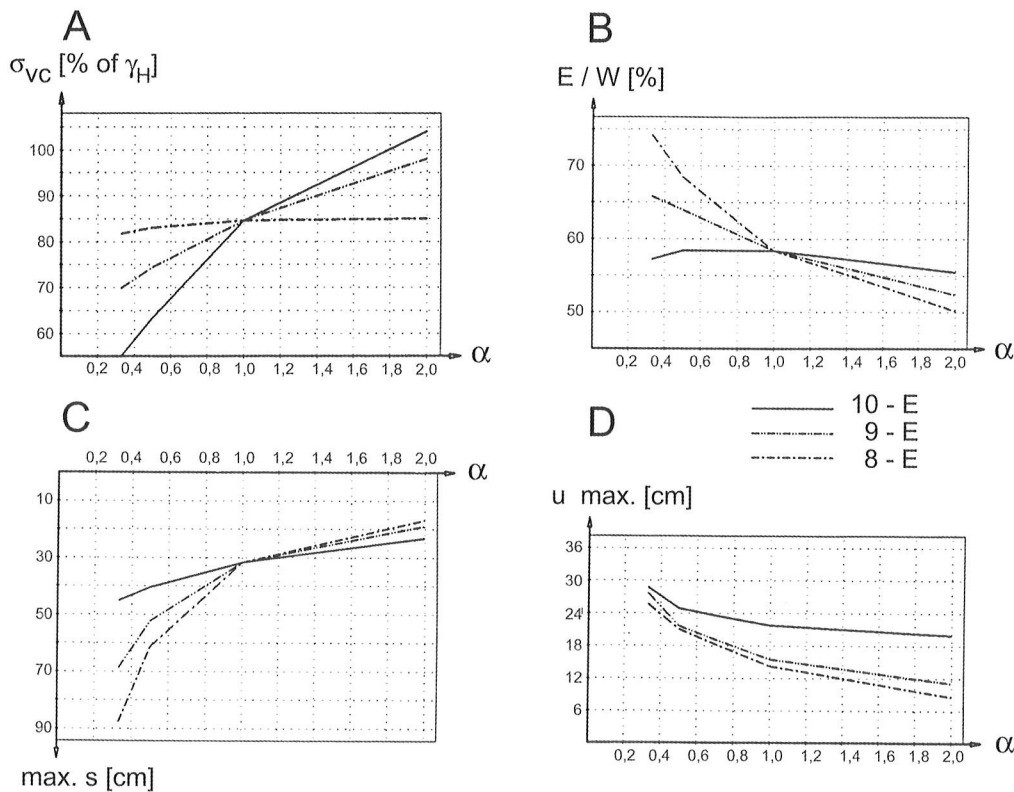 A
σVC [% of γH]
100
90
80
70
60
0,2 0,4 0,6 0,8 1,0 1,2 1,4 1,6 1,8 2,0
α
B
E / W [%]
70
60
50
0,2 0,4 0,6 0,8 1,0 1,2 1,4 1,6 1,8 2,0
α
10 - E
9 - E
8 - E
C
0,2 0,4 0,6 0,8 1,0 1,2 1,4 1,6 1,8 2,0
α
10
30
50
70
90
max. s [cm]
D
u max. [cm]
36
30
24
18
12
6
0,2 0,4 0,6 0,8 1,0 1,2 1,4 1,6 1,8 2,0
α